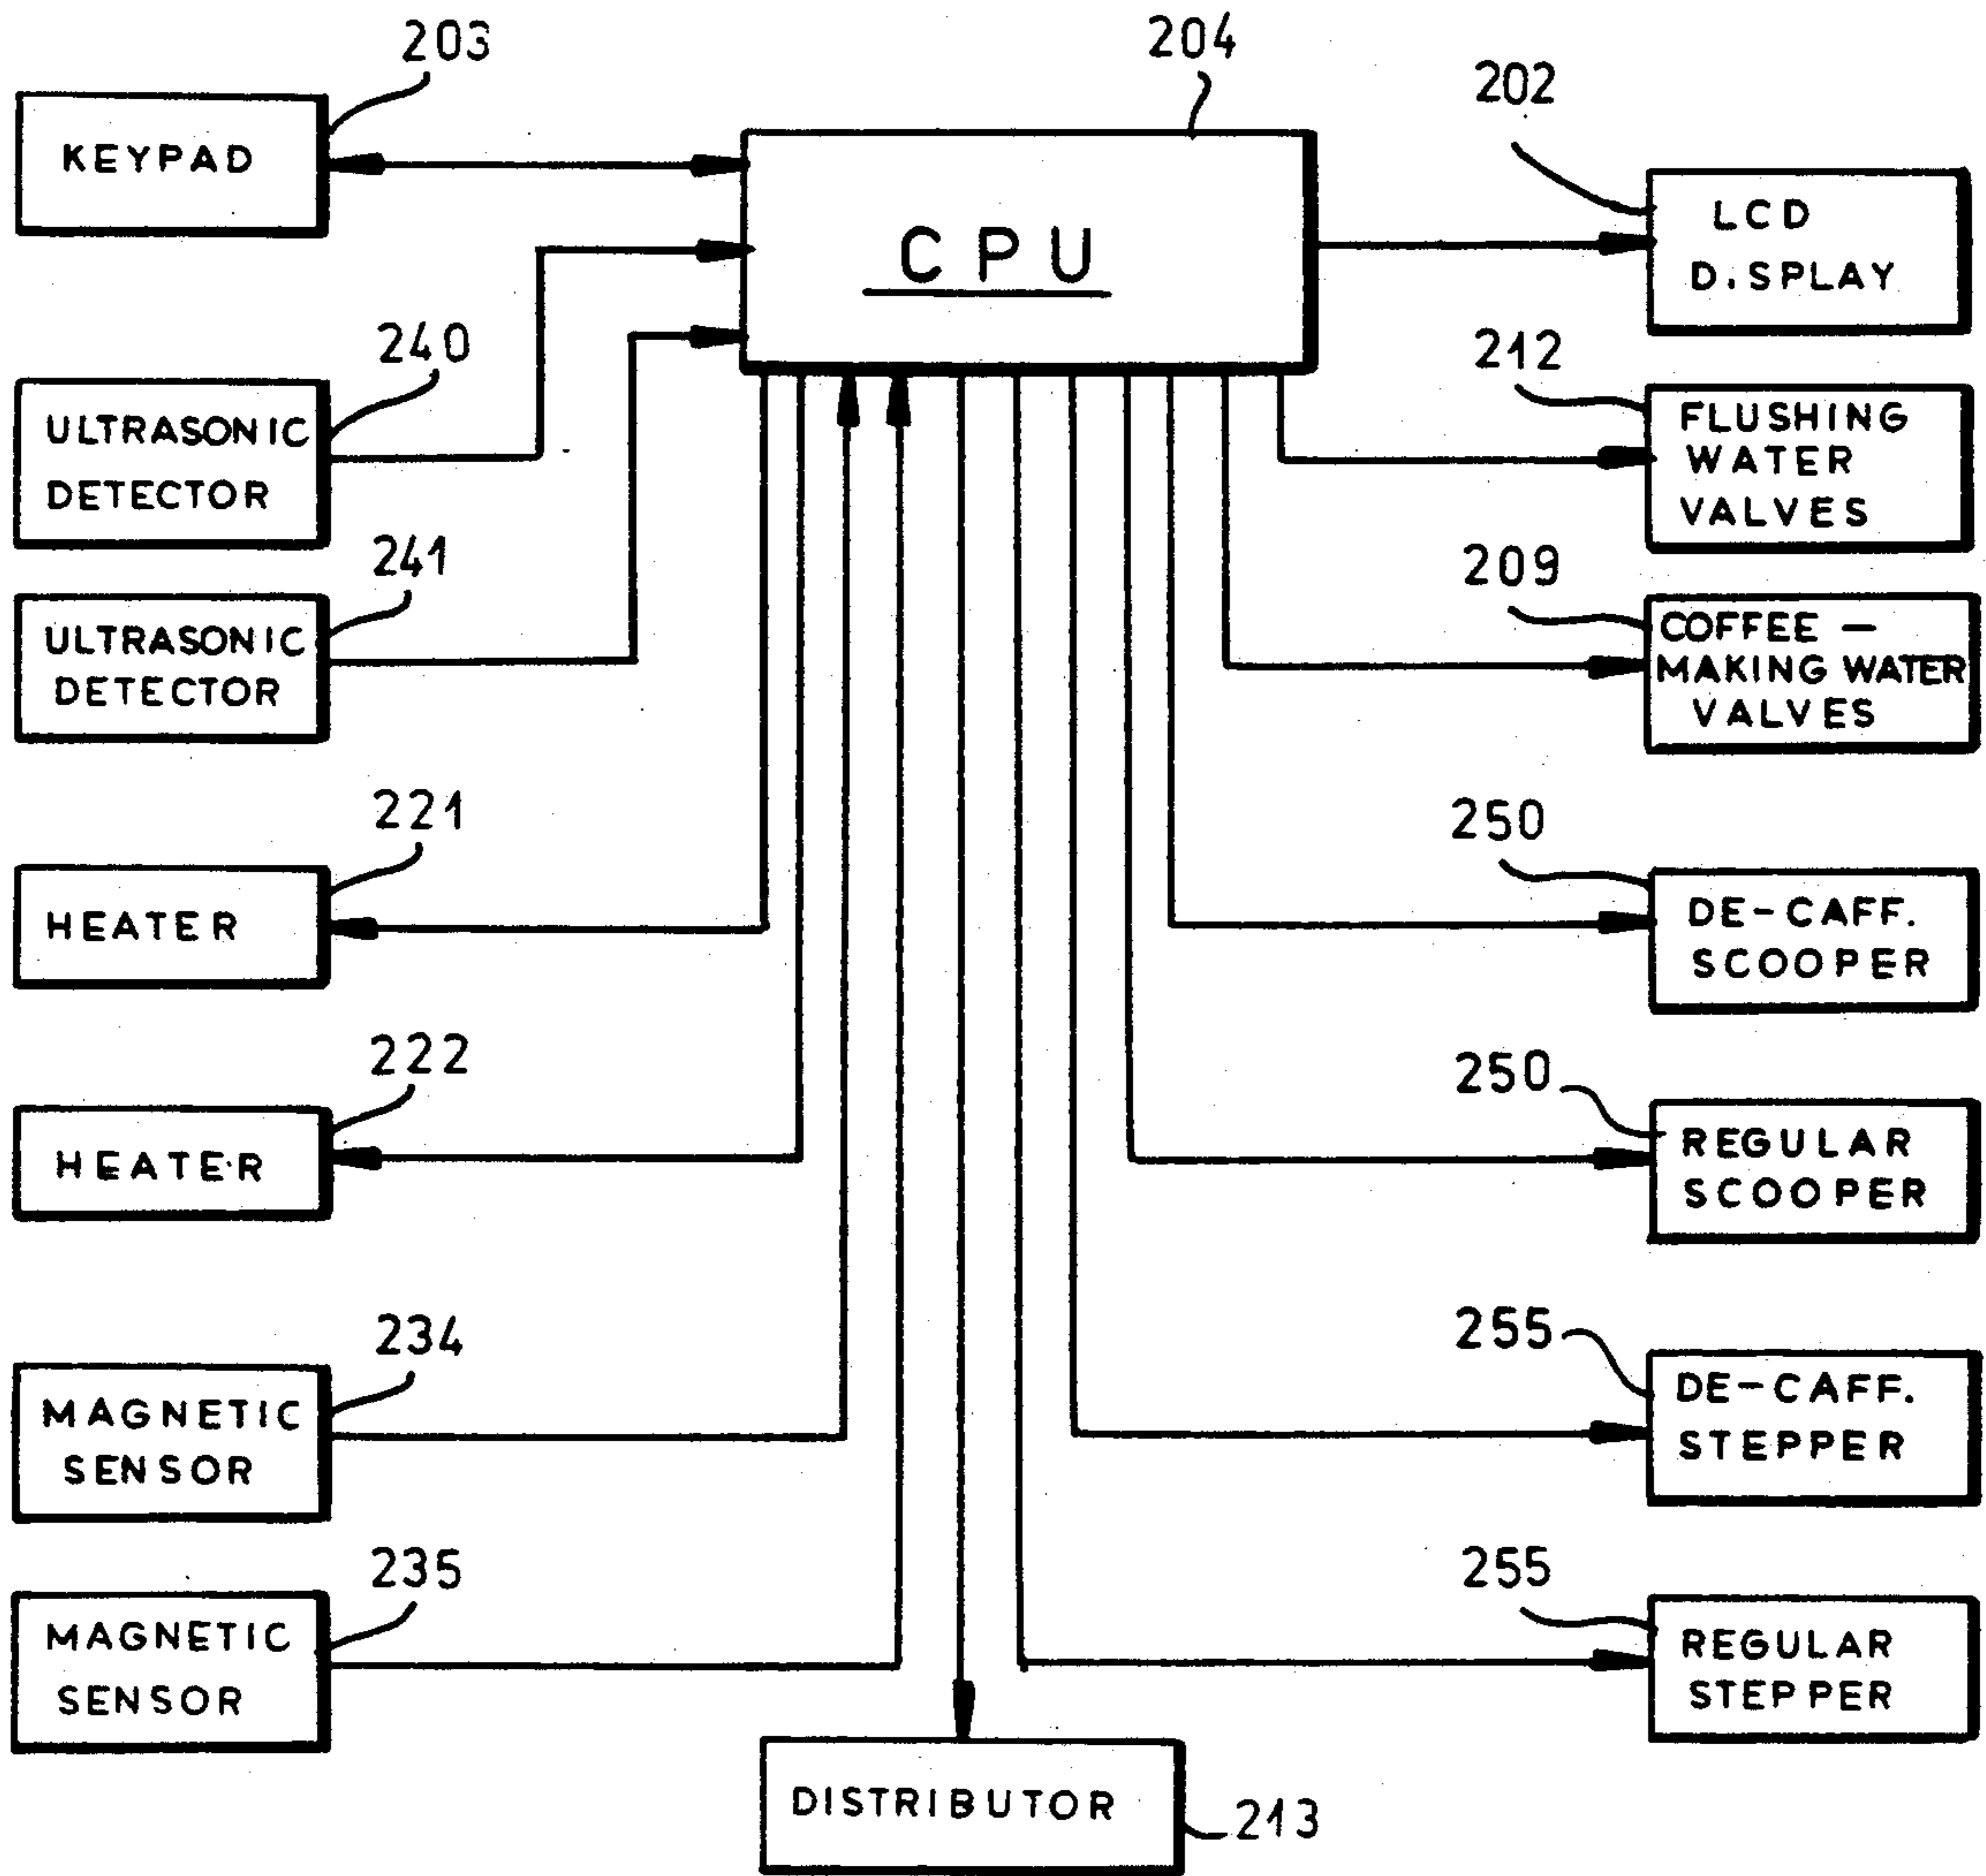 203
KEYPAD
204
CPU
202
LCD
D.SPLAY
240
ULTRASONIC
DETECTOR
212
FLUSHING
WATER
VALVES
241
ULTRASONIC
DETECTOR
209
COFFEE —
MAKING WATER
VALVES
221
HEATER
250
DE-CAFF.
SCOOPER
222
HEATER
250
REGULAR
SCOOPER
234
MAGNETIC
SENSOR
255
DE-CAFF.
STEPPER
235
MAGNETIC
SENSOR
255
REGULAR
STEPPER
DISTRIBUTOR
213